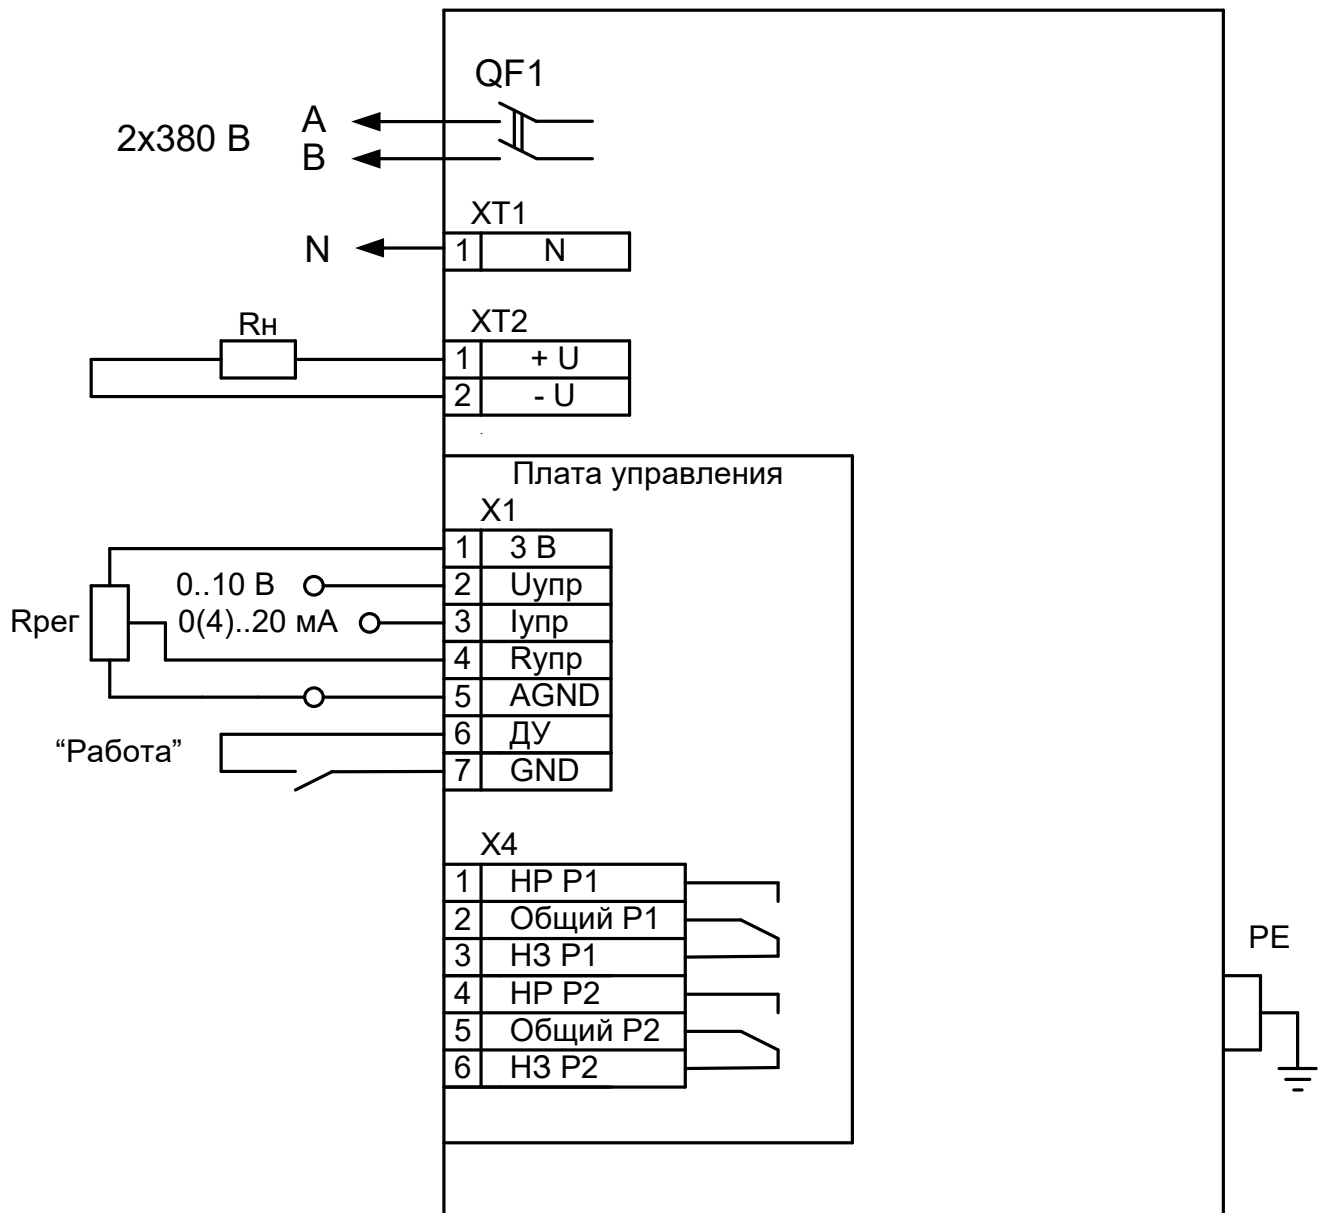 QF1
2x380 В
A
B
XT1
N
1 N
Rн
XT2
1 + U
2 - U
Плата управления
X1
1 3 В
0..10 В
2 Uупр
Rрег
0(4)..20 мА
3 Iупр
4 Rупр
5 AGND
“Работа”
6 ДУ
7 GND
X4
1 НР Р1
2 Общий Р1
3 НЗ Р1
4 НР Р2
5 Общий Р2
6 НЗ Р2
PE